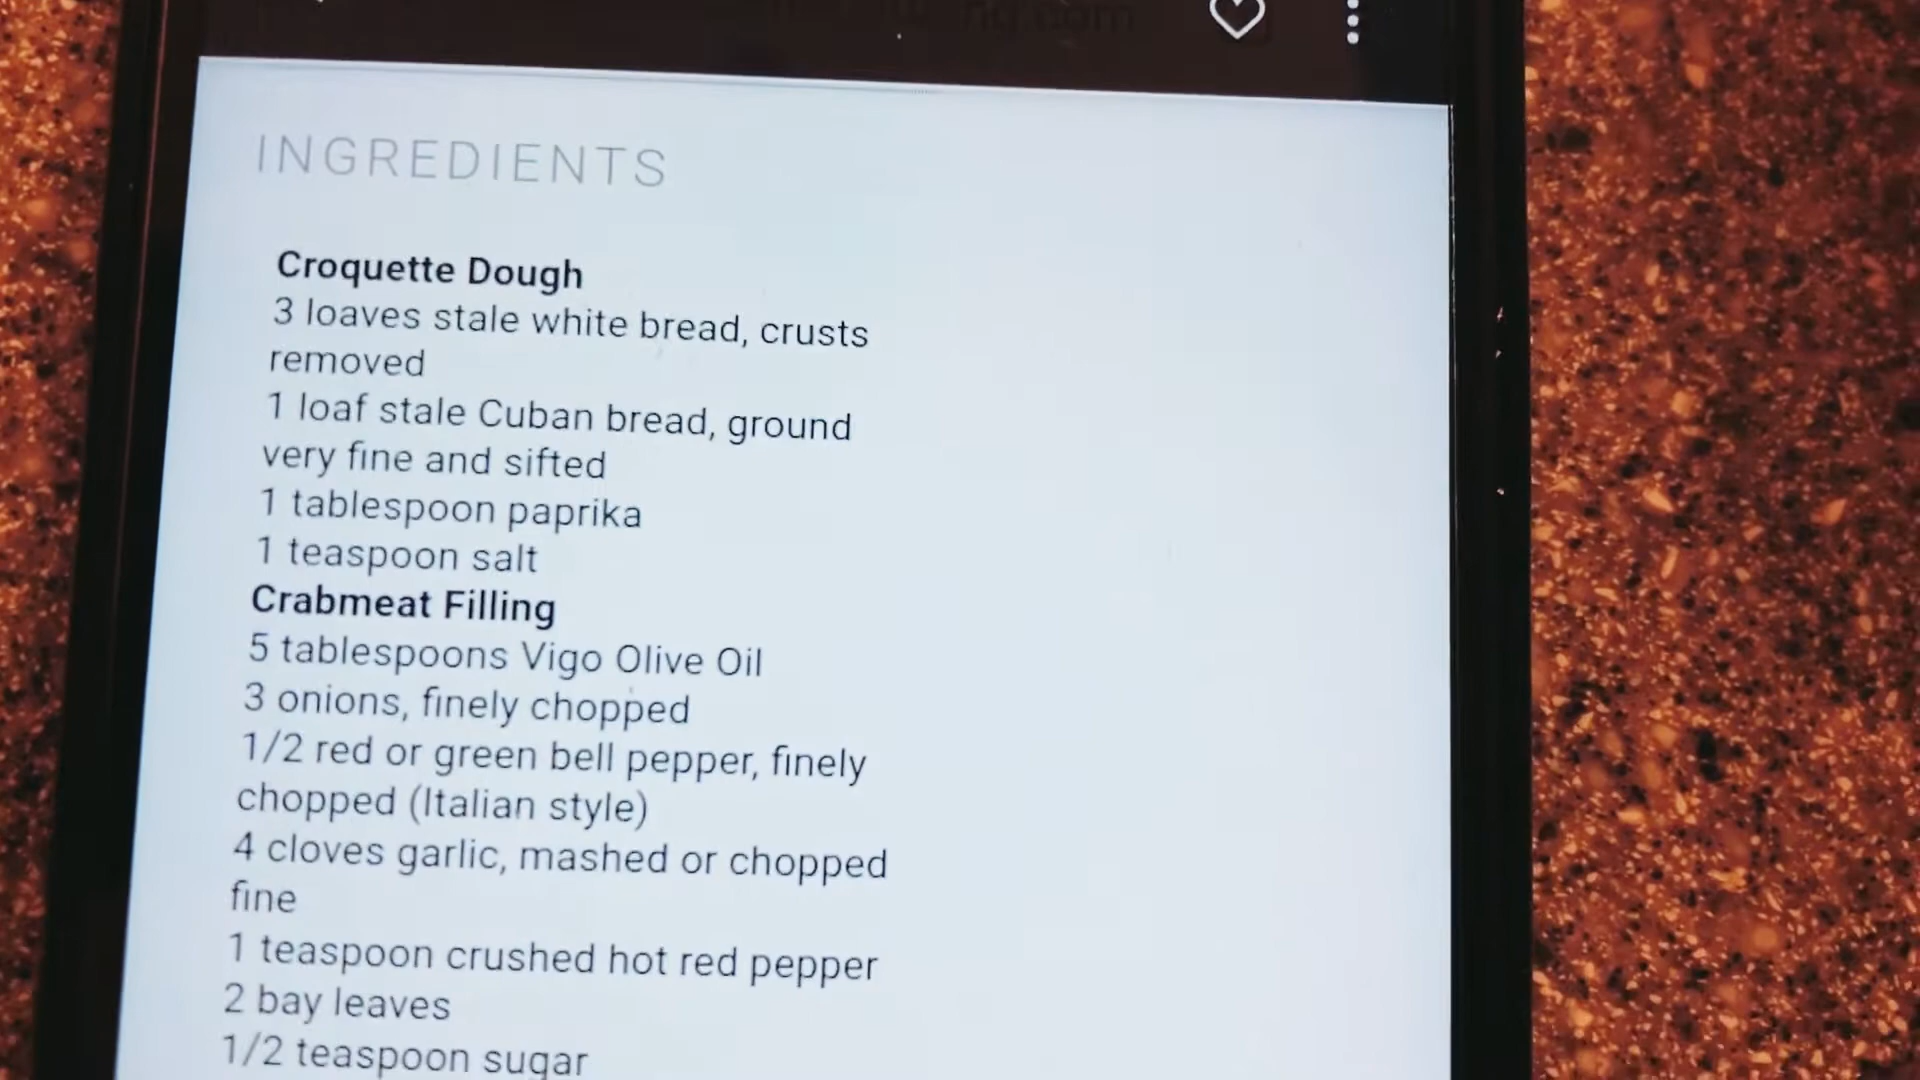 INGREDIENTS
Croquette Dough
3 loaves stale white bread, crusts
removed
1 loaf stale Cuban bread, ground
very fine and sifted
1 tablespoon paprika
1 teaspoon salt
Crabmeat Filling
5 tablespoons Vigo Olive Oil
3 onions, finely chopped
1/2 red or green bell pepper, finely
chopped (Italian style)
4 cloves garlic, mashed or chopped
fine
1 teaspoon crushed hot red pepper
2 bay leaves
1/2 teaspoon sugar